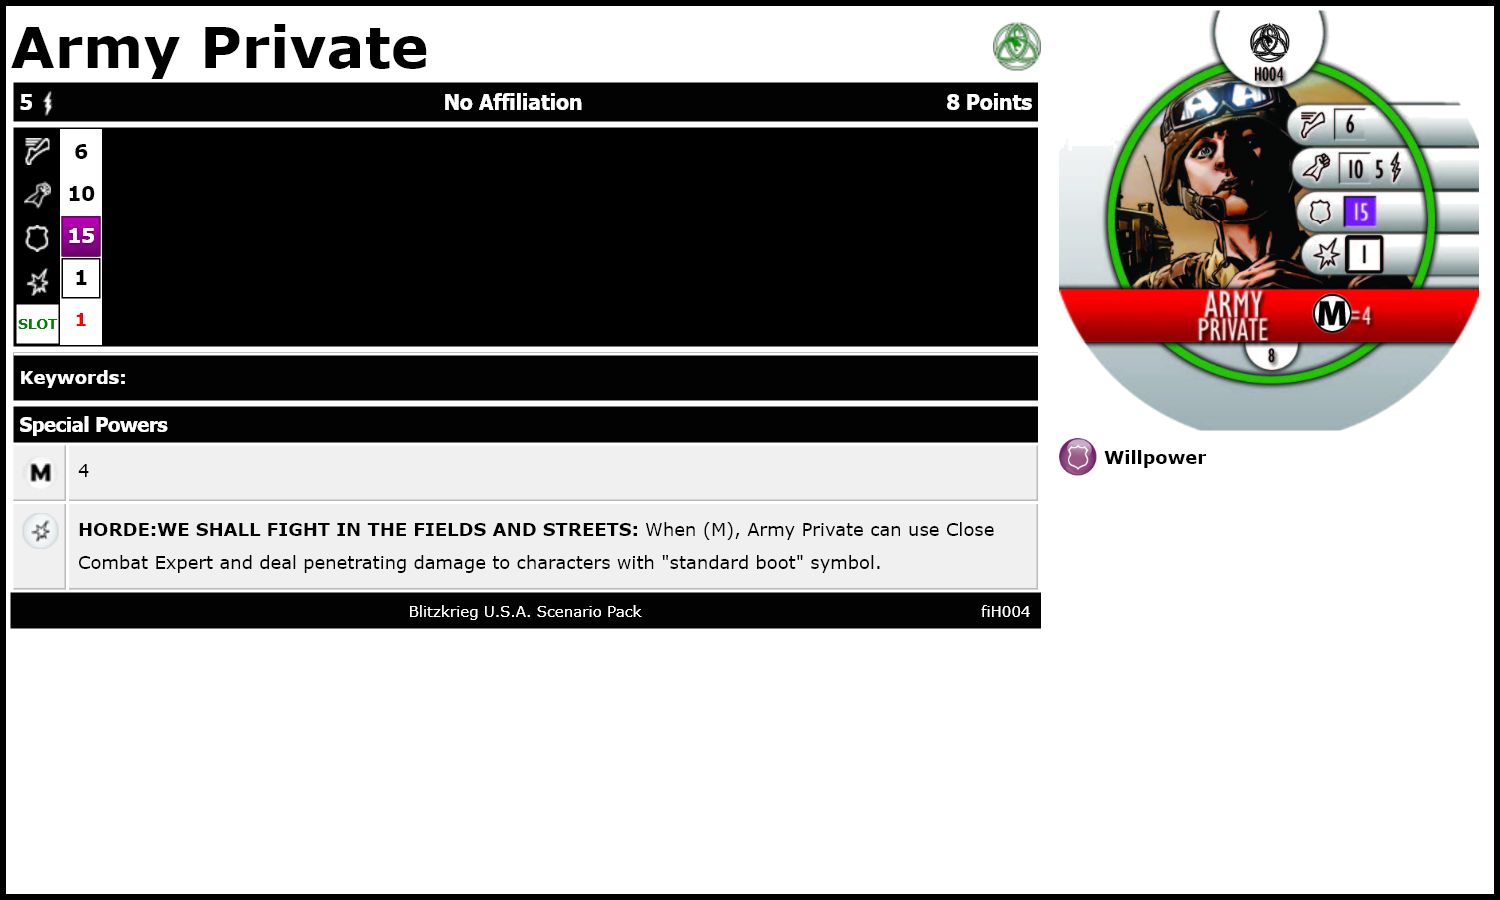 Army Private
5 No Affiliation 8 Points
6
10
15
1
SLOT 1
Keywords:
Special Powers
M 4
HORDE:WE SHALL FIGHT IN THE FIELDS AND STREETS: When (M), Army Private can use Close
Combat Expert and deal penetrating damage to characters with "standard boot" symbol.
Blitzkrieg U.S.A. Scenario Pack fiH004
H004
A A
6
10 5
15
1
ARMY
PRIVATE
M=4
8
Willpower